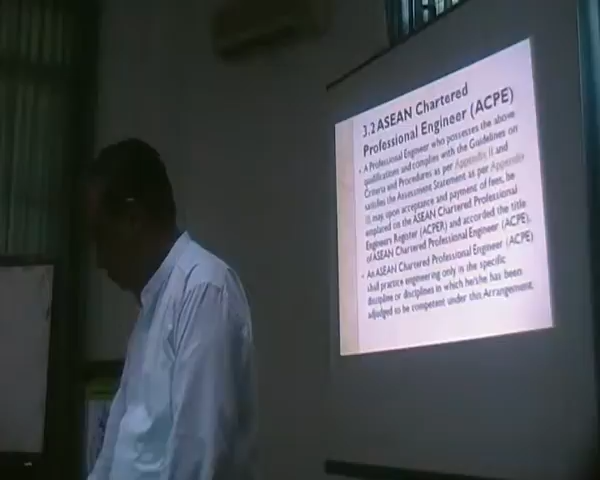 3.2 ASEAN Chartered
Professional Engineer (ACPE)
• A Professional Engineer who possesses the above
qualifications and complies with the Guidelines on
Criteria and Procedures as per Appendix II and
satisfies the Assessment Statement as per Appendix
III, may, upon acceptance and payment of fees, be
emplaced on the ASEAN Chartered Professional
Engineers Register (ACPER) and accorded the title
of ASEAN Chartered Professional Engineer (ACPE).
• An ASEAN Chartered Professional Engineer (ACPE)
shall practice engineering only in the specific
discipline or disciplines in which he/she has been
adjudged to be competent under this Arrangement.